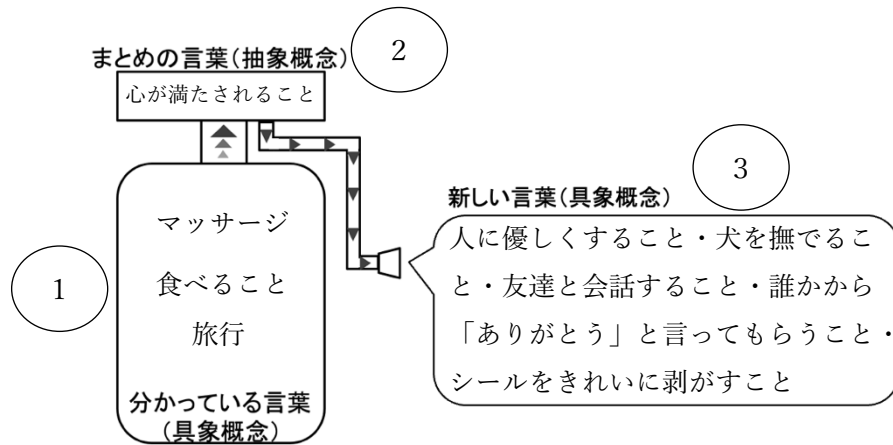 2
まとめの言葉(抽象概念)
心が満たされること
3
新しい言葉(具象概念)
人に優しくすること・犬を撫でるこ
と・友達と会話すること・誰かから
「ありがとう」と言ってもらうこと・
シールをきれいに剥がすこと
1
マッサージ
食べること
旅行
分かっている言葉
(具象概念)